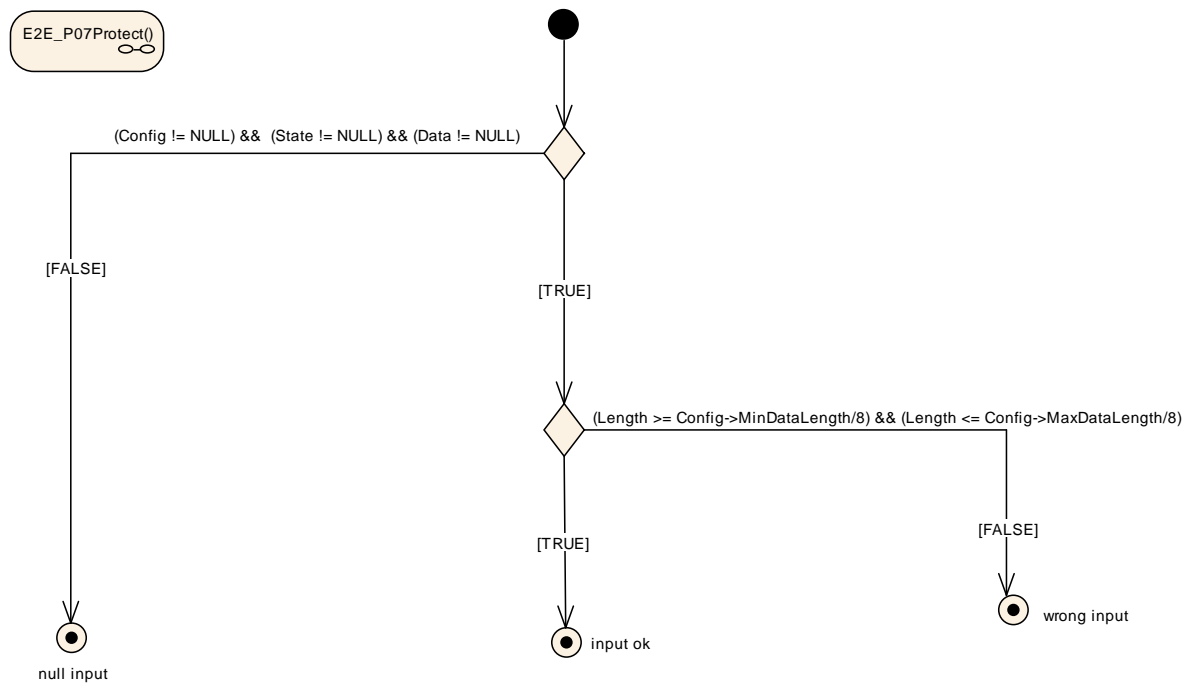 E2E_P07Protect()
(Config != NULL) && (State != NULL) && (Data != NULL)
[FALSE]
[TRUE]
(Length >= Config->MinDataLength/8) && (Length <= Config->MaxDataLength/8)
[FALSE]
[TRUE]
wrong input
input ok
null input